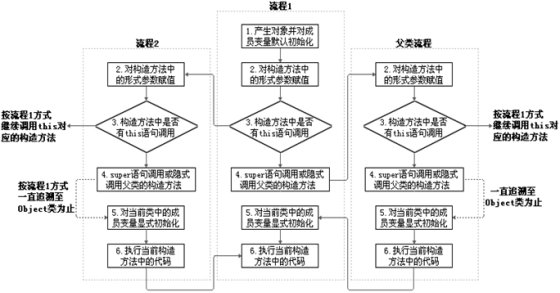 流程1
流程2
父类流程
1.产生对象并对成
员变量默认初始化
2.对构造方法中
的形式参数赋值
2.对构造方法中
的形式参数赋值
2.对构造方法中
的形式参数赋值
按流程1方式
继续调用this对
应的构造方法
3.构造方法中是否
有this语句调用
3.构造方法中是否
有this语句调用
3.构造方法中是否
有this语句调用
按流程1方式
继续调用this对
应的构造方法
4.super语句调用或隐式
调用父类的构造方法
4.super语句调用或隐式
调用父类的构造方法
4.super语句调用或隐式
调用父类的构造方法
按流程1方式
一直追溯至
Object类为止
一直追溯至
Object类为止
5.对当前类中的成
员变量显式初始化
5.对当前类中的成
员变量显式初始化
5.对当前类中的成
员变量显式初始化
6.执行当前构造
方法中的代码
6.执行当前构造
方法中的代码
6.执行当前构造
方法中的代码